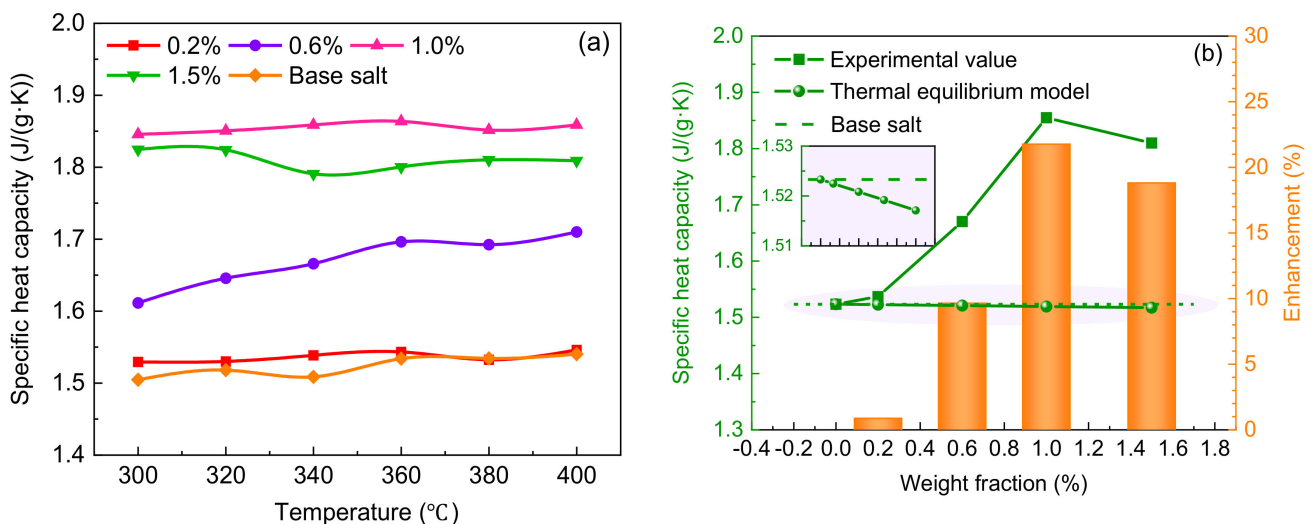 (a)
0.2% 0.6% 1.0%
1.5% Base salt
2.0
1.9
1.8
1.7
1.6
1.5
1.4
Specific heat capacity (J/(g·K))
300 320 340 360 380 400
Temperature (℃)
(b)
Experimental value
Thermal equilibrium model
Base salt
1.53
1.52
1.51
2.0
1.9
1.8
1.7
1.6
1.5
1.4
1.3
Specific heat capacity (J/(g·K))
30
25
20
15
10
5
0
Enhancement (%)
-0.4 -0.2 0.0 0.2 0.4 0.6 0.8 1.0 1.2 1.4 1.6 1.8
Weight fraction (%)